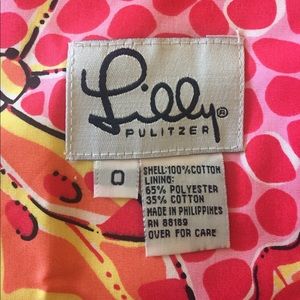 Lilly®
PULITZER
0
SHELL:100%COTTON
LINING:
65% POLYESTER
35% COTTON
MADE IN PHILIPPINES
RN 88189
OVER FOR CARE